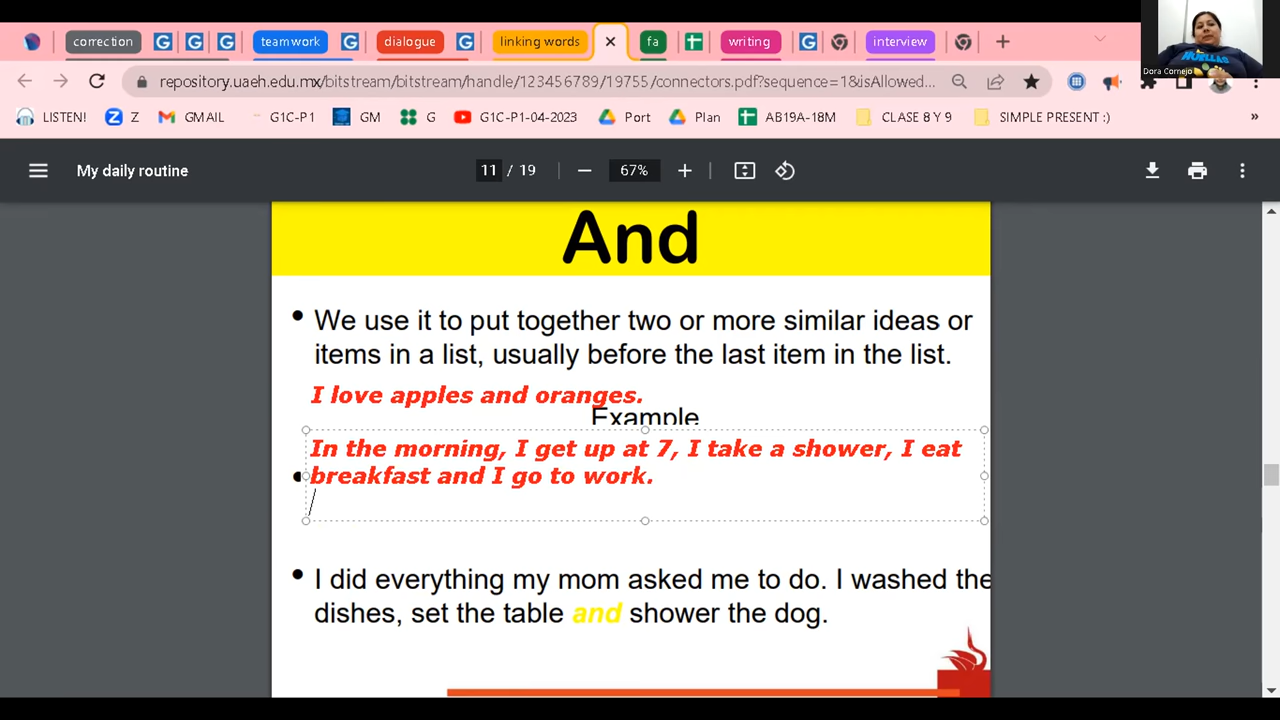 correction
teamwork
dialogue
linking words
fa
writing
interview
Dora Cornejo
repository.uaeh.edu.mx/bitstream/bitstream/handle/123456789/19755/connectors.pdf?sequence=1&isAllowed...
LISTEN!
Z
GMAIL
G1C-P1
GM
G
G1C-P1-04-2023
Port
Plan
AB19A-18M
CLASE 8 Y 9
SIMPLE PRESENT :)
»
My daily routine
11 / 19
67%
And
• We use it to put together two or more similar ideas or
items in a list, usually before the last item in the list.
I love apples and oranges.
Example
In the morning, I get up at 7, I take a shower, I eat
breakfast and I go to work.
• I did everything my mom asked me to do. I washed the
dishes, set the table and shower the dog.